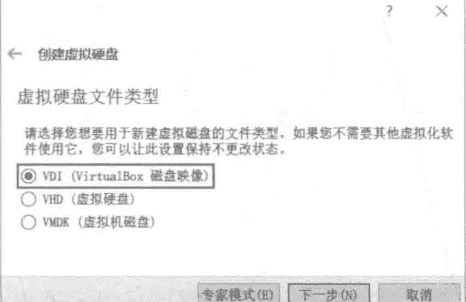 ?
创建虚拟硬盘
虚拟硬盘文件类型
请选择您想要用于新建虚拟磁盘的文件类型。如果您不需要其他虚拟化软
件使用它，您可以让此设置保持不更改状态。
VDI (VirtualBox 磁盘映像)
VHD (虚拟硬盘)
VMDK (虚拟机磁盘)
专家模式(E) 下一步(N) 取消